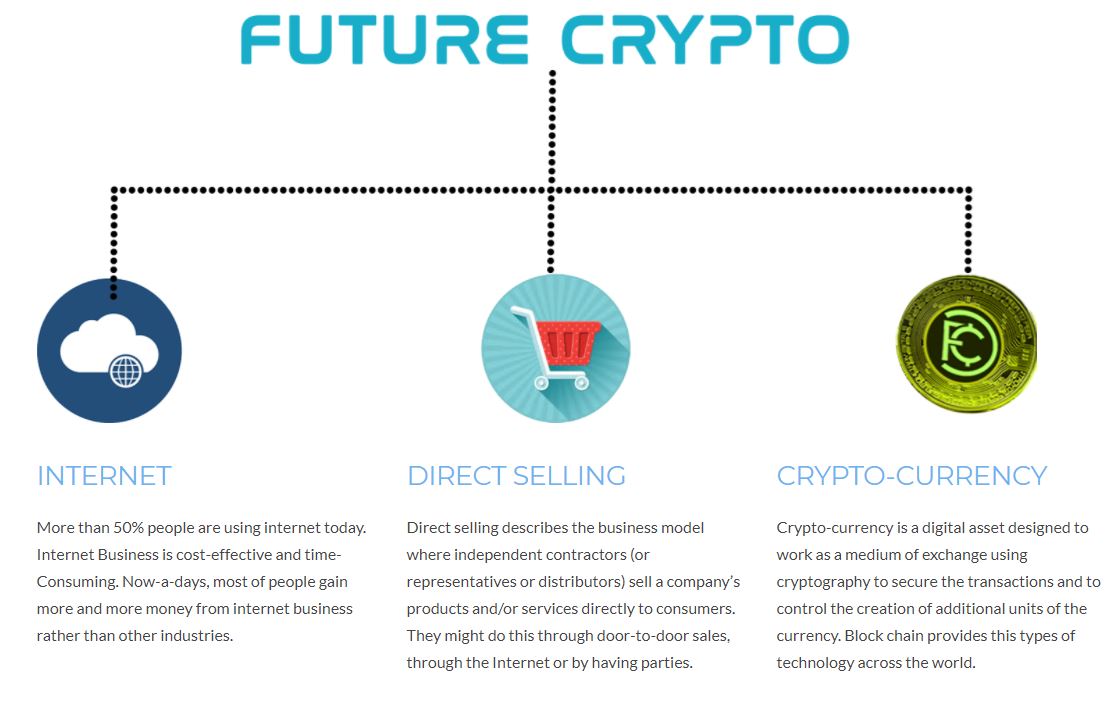 FUTURE CRYPTO
FC
INTERNET
More than 50% people are using internet today.
Internet Business is cost-effective and time-
Consuming. Now-a-days, most of people gain
more and more money from internet business
rather than other industries.
DIRECT SELLING
Direct selling describes the business model
where independent contractors (or
representatives or distributors) sell a company’s
products and/or services directly to consumers.
They might do this through door-to-door sales,
through the Internet or by having parties.
CRYPTO-CURRENCY
Crypto-currency is a digital asset designed to
work as a medium of exchange using
cryptography to secure the transactions and to
control the creation of additional units of the
currency. Block chain provides this types of
technology across the world.